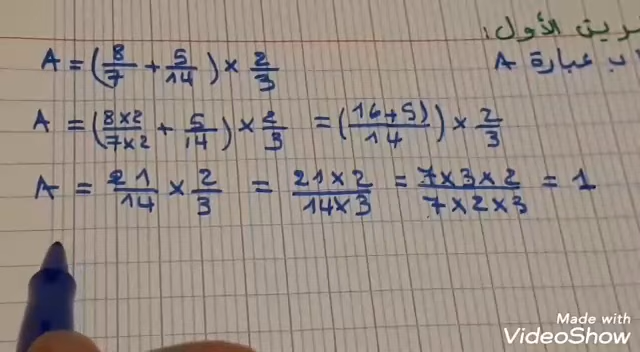 الأول:
عبارة A
A = (8/7 + 5/14) × 2/3
A = (8×2/7×2 + 5/14) × 2/3 = (16+5)/14) × 2/3
A = 21/14 × 2/3 = 21×2/14×3 = 7×3×2/7×2×3 = 1
Made with
VideoShow